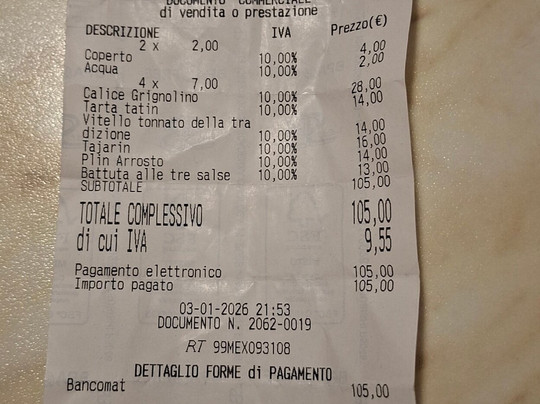 DOCUMENTO COMMERCIALE
di vendita o prestazione
DESCRIZIONE IVA Prezzo(€)
2 x 2,00
Coperto 10,00% 4,00
Acqua 10,00% 2,00
4 x 7,00
Calice Grignolino 10,00% 28,00
Tarta tatin 10,00% 14,00
Vitello tonnato della tra
dizione 10,00% 14,00
Tajarin 10,00% 16,00
Plin Arrosto 10,00% 14,00
Battuta alle tre salse 10,00% 13,00
SUBTOTALE 105,00
TOTALE COMPLESSIVO 105,00
di cui IVA 9,55
Pagamento elettronico 105,00
Importo pagato 105,00
03-01-2026 21:53
DOCUMENTO N. 2062-0019
RT 99MEX093108
DETTAGLIO FORME di PAGAMENTO
Bancomat 105,00